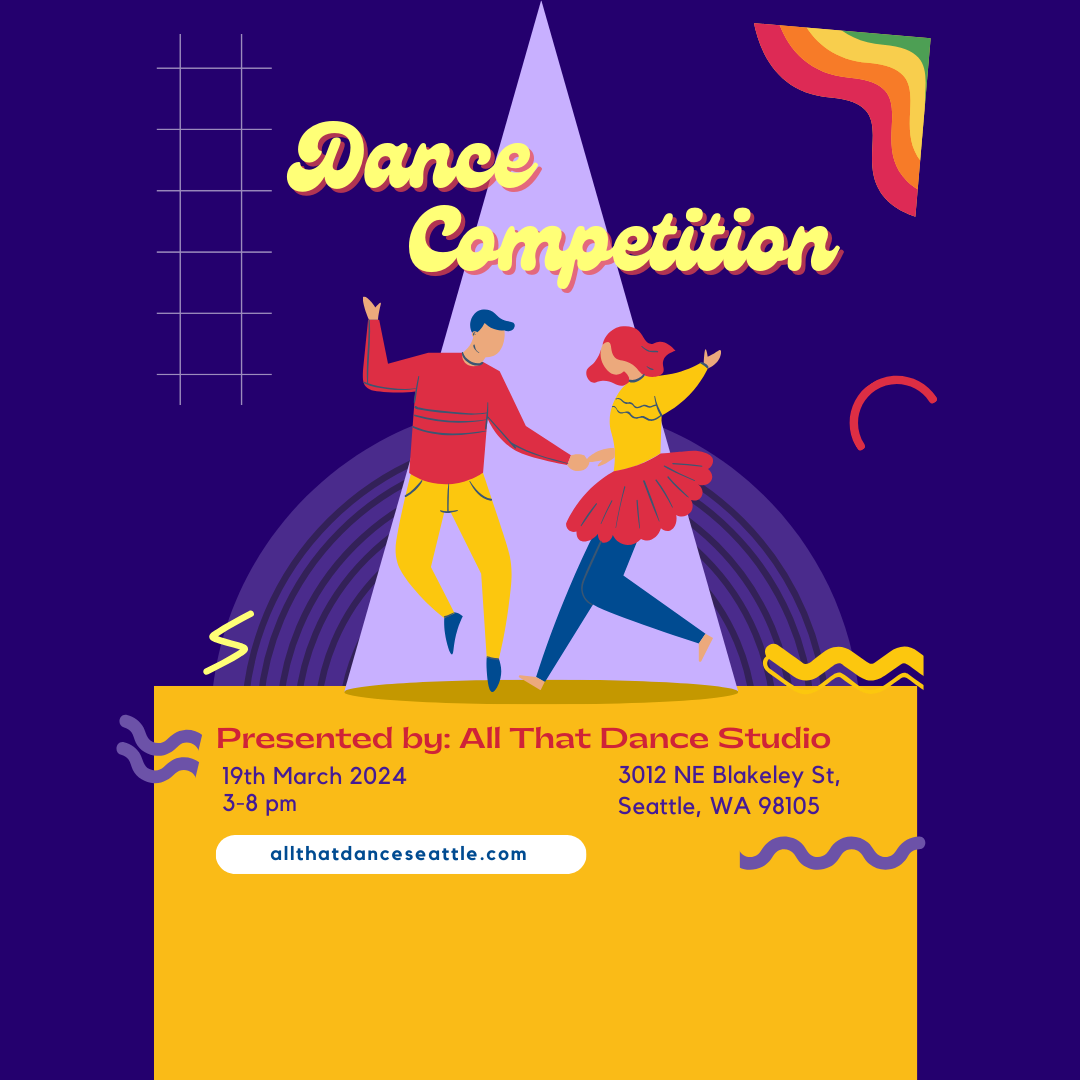 Dance
Competition
Presented by: All That Dance Studio
19th March 2024
3-8 pm
3012 NE Blakeley St,
Seattle, WA 98105
allthatdanceseattle.com